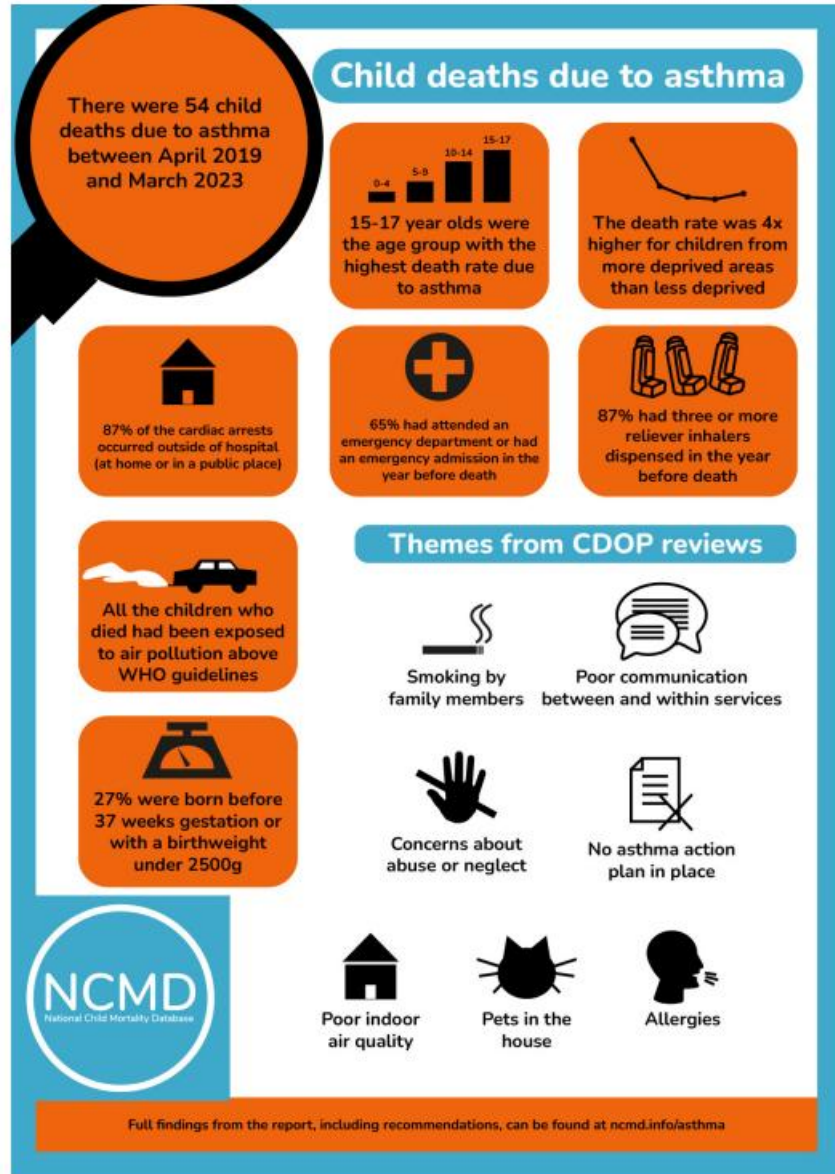 There were 54 child
deaths due to asthma
between April 2019
and March 2023
Child deaths due to asthma
0-4
5-9
10-14
15-17
15-17 year olds were
the age group with the
highest death rate due
to asthma
The death rate was 4x
higher for children from
more deprived areas
than less deprived
87% of the cardiac arrests
occurred outside of hospital
(at home or in a public place)
65% had attended an
emergency department or had
an emergency admission in the
year before death
87% had three or more
reliever inhalers
dispensed in the year
before death
All the children who
died had been exposed
to air pollution above
WHO guidelines
27% were born before
37 weeks gestation or
with a birthweight
under 2500g
Themes from CDOP reviews
Smoking by
family members
Poor communication
between and within services
Concerns about
abuse or neglect
No asthma action
plan in place
Poor indoor
air quality
Pets in the
house
Allergies
NCMD
National Child Mortality Database
Full findings from the report, including recommendations, can be found at ncmd.info/asthma